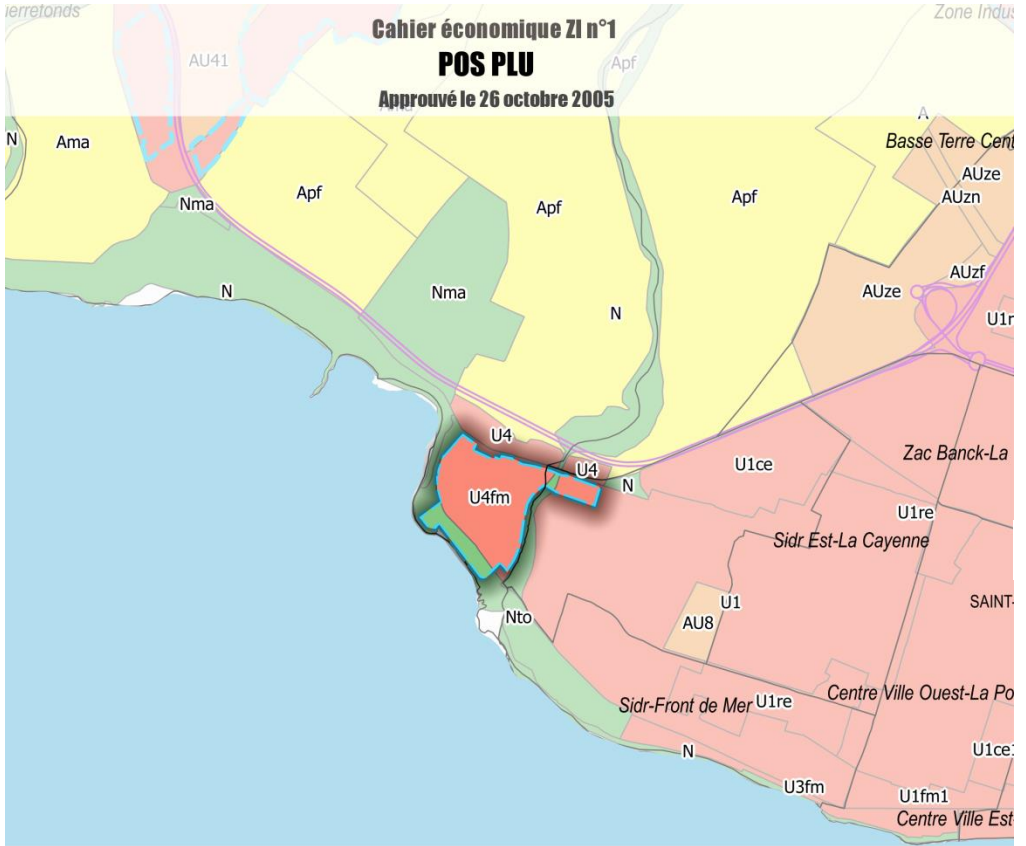 Cahier économique ZI n°1
POS PLU
Approuvé le 26 octobre 2005
Zone Indus
AU41
Apf
N
Ama
A
Basse Terre Cent
AUze
AUzn
Nma
Apf
Apf
Apf
AUzf
AUze
N
Nma
N
U1r
U4
U4
U1ce
Zac Banck-La
N
U4fm
U1re
Sidr Est-La Cayenne
U1
SAINT-
AU8
Nto
Sidr-Front de Mer
U1re
Centre Ville Ouest-La Po
N
U1ce1
U3fm
U1fm1
Centre Ville Est-